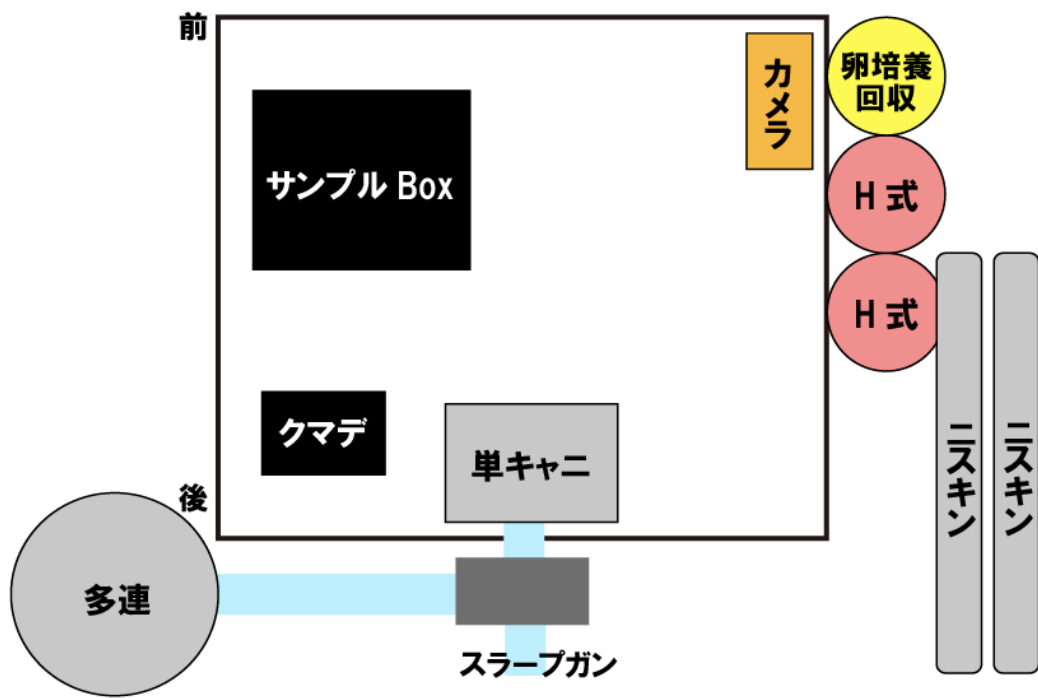 前
カメラ
卵培養
回収
サンプル Box
H 式
H 式
クマデ
単キャニ
ニスキン
ニスキン
後
多連
スラープガン